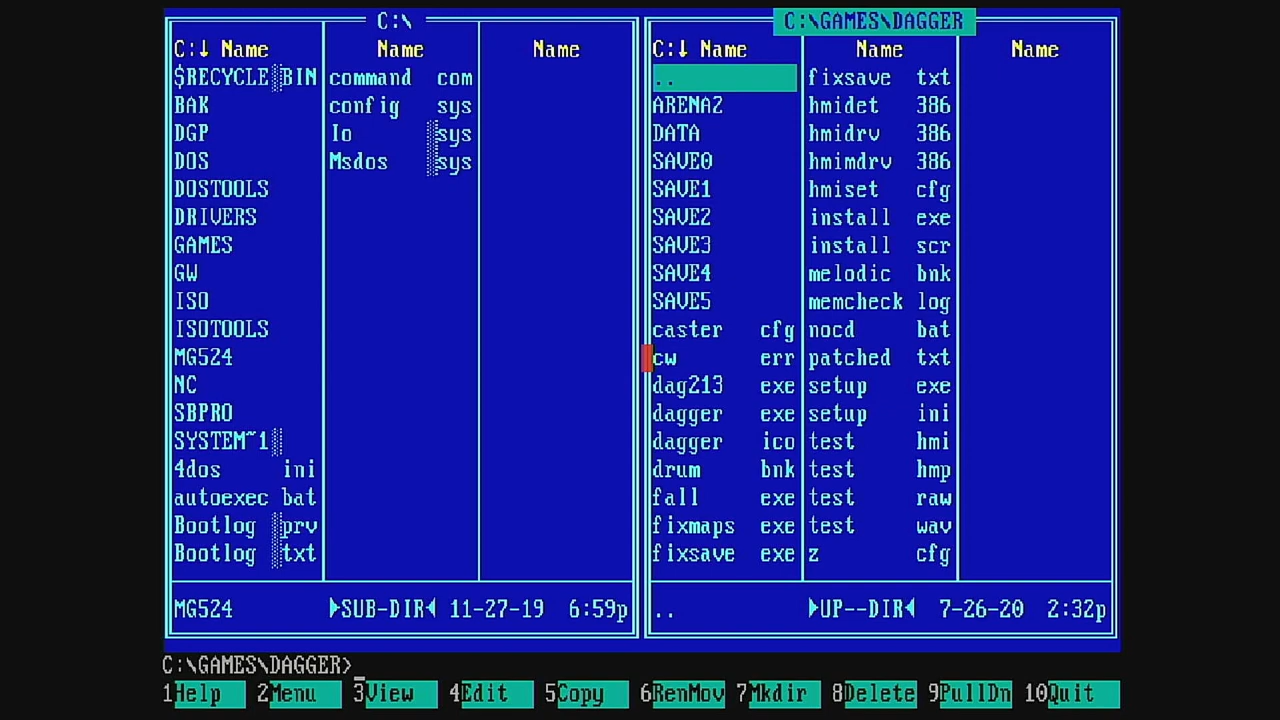 C:\ C:\GAMES\DAGGER
C:↓ Name Name Name C:↓ Name Name Name
$RECYCLE░BIN command com .. fixsave txt
BAK config sys ARENA2 hmidet 386
DGP Io ░sys DATA hmidrv 386
DOS Msdos ░sys SAVE0 hmimdrv 386
DOSTOOLS SAVE1 hmiset cfg
DRIVERS SAVE2 install exe
GAMES SAVE3 install scr
GW SAVE4 melodic bnk
ISO SAVE5 memcheck log
ISOTOOLS caster cfg nocd bat
MG524 cw err patched txt
NC dag213 exe setup exe
SBPRO dagger exe setup ini
SYSTEM~1░ dagger ico test hmi
4dos ini drum bnk test hmp
autoexec bat fall exe test raw
Bootlog ░prv fixmaps exe test wav
Bootlog ░txt fixsave exe z cfg
MG524 ►SUB-DIR◄ 11-27-19 6:59p .. ►UP--DIR◄ 7-26-20 2:32p
C:\GAMES\DAGGER>_
1Help 2Menu 3View 4Edit 5Copy 6RenMov 7Mkdir 8Delete 9PullDn 10Quit